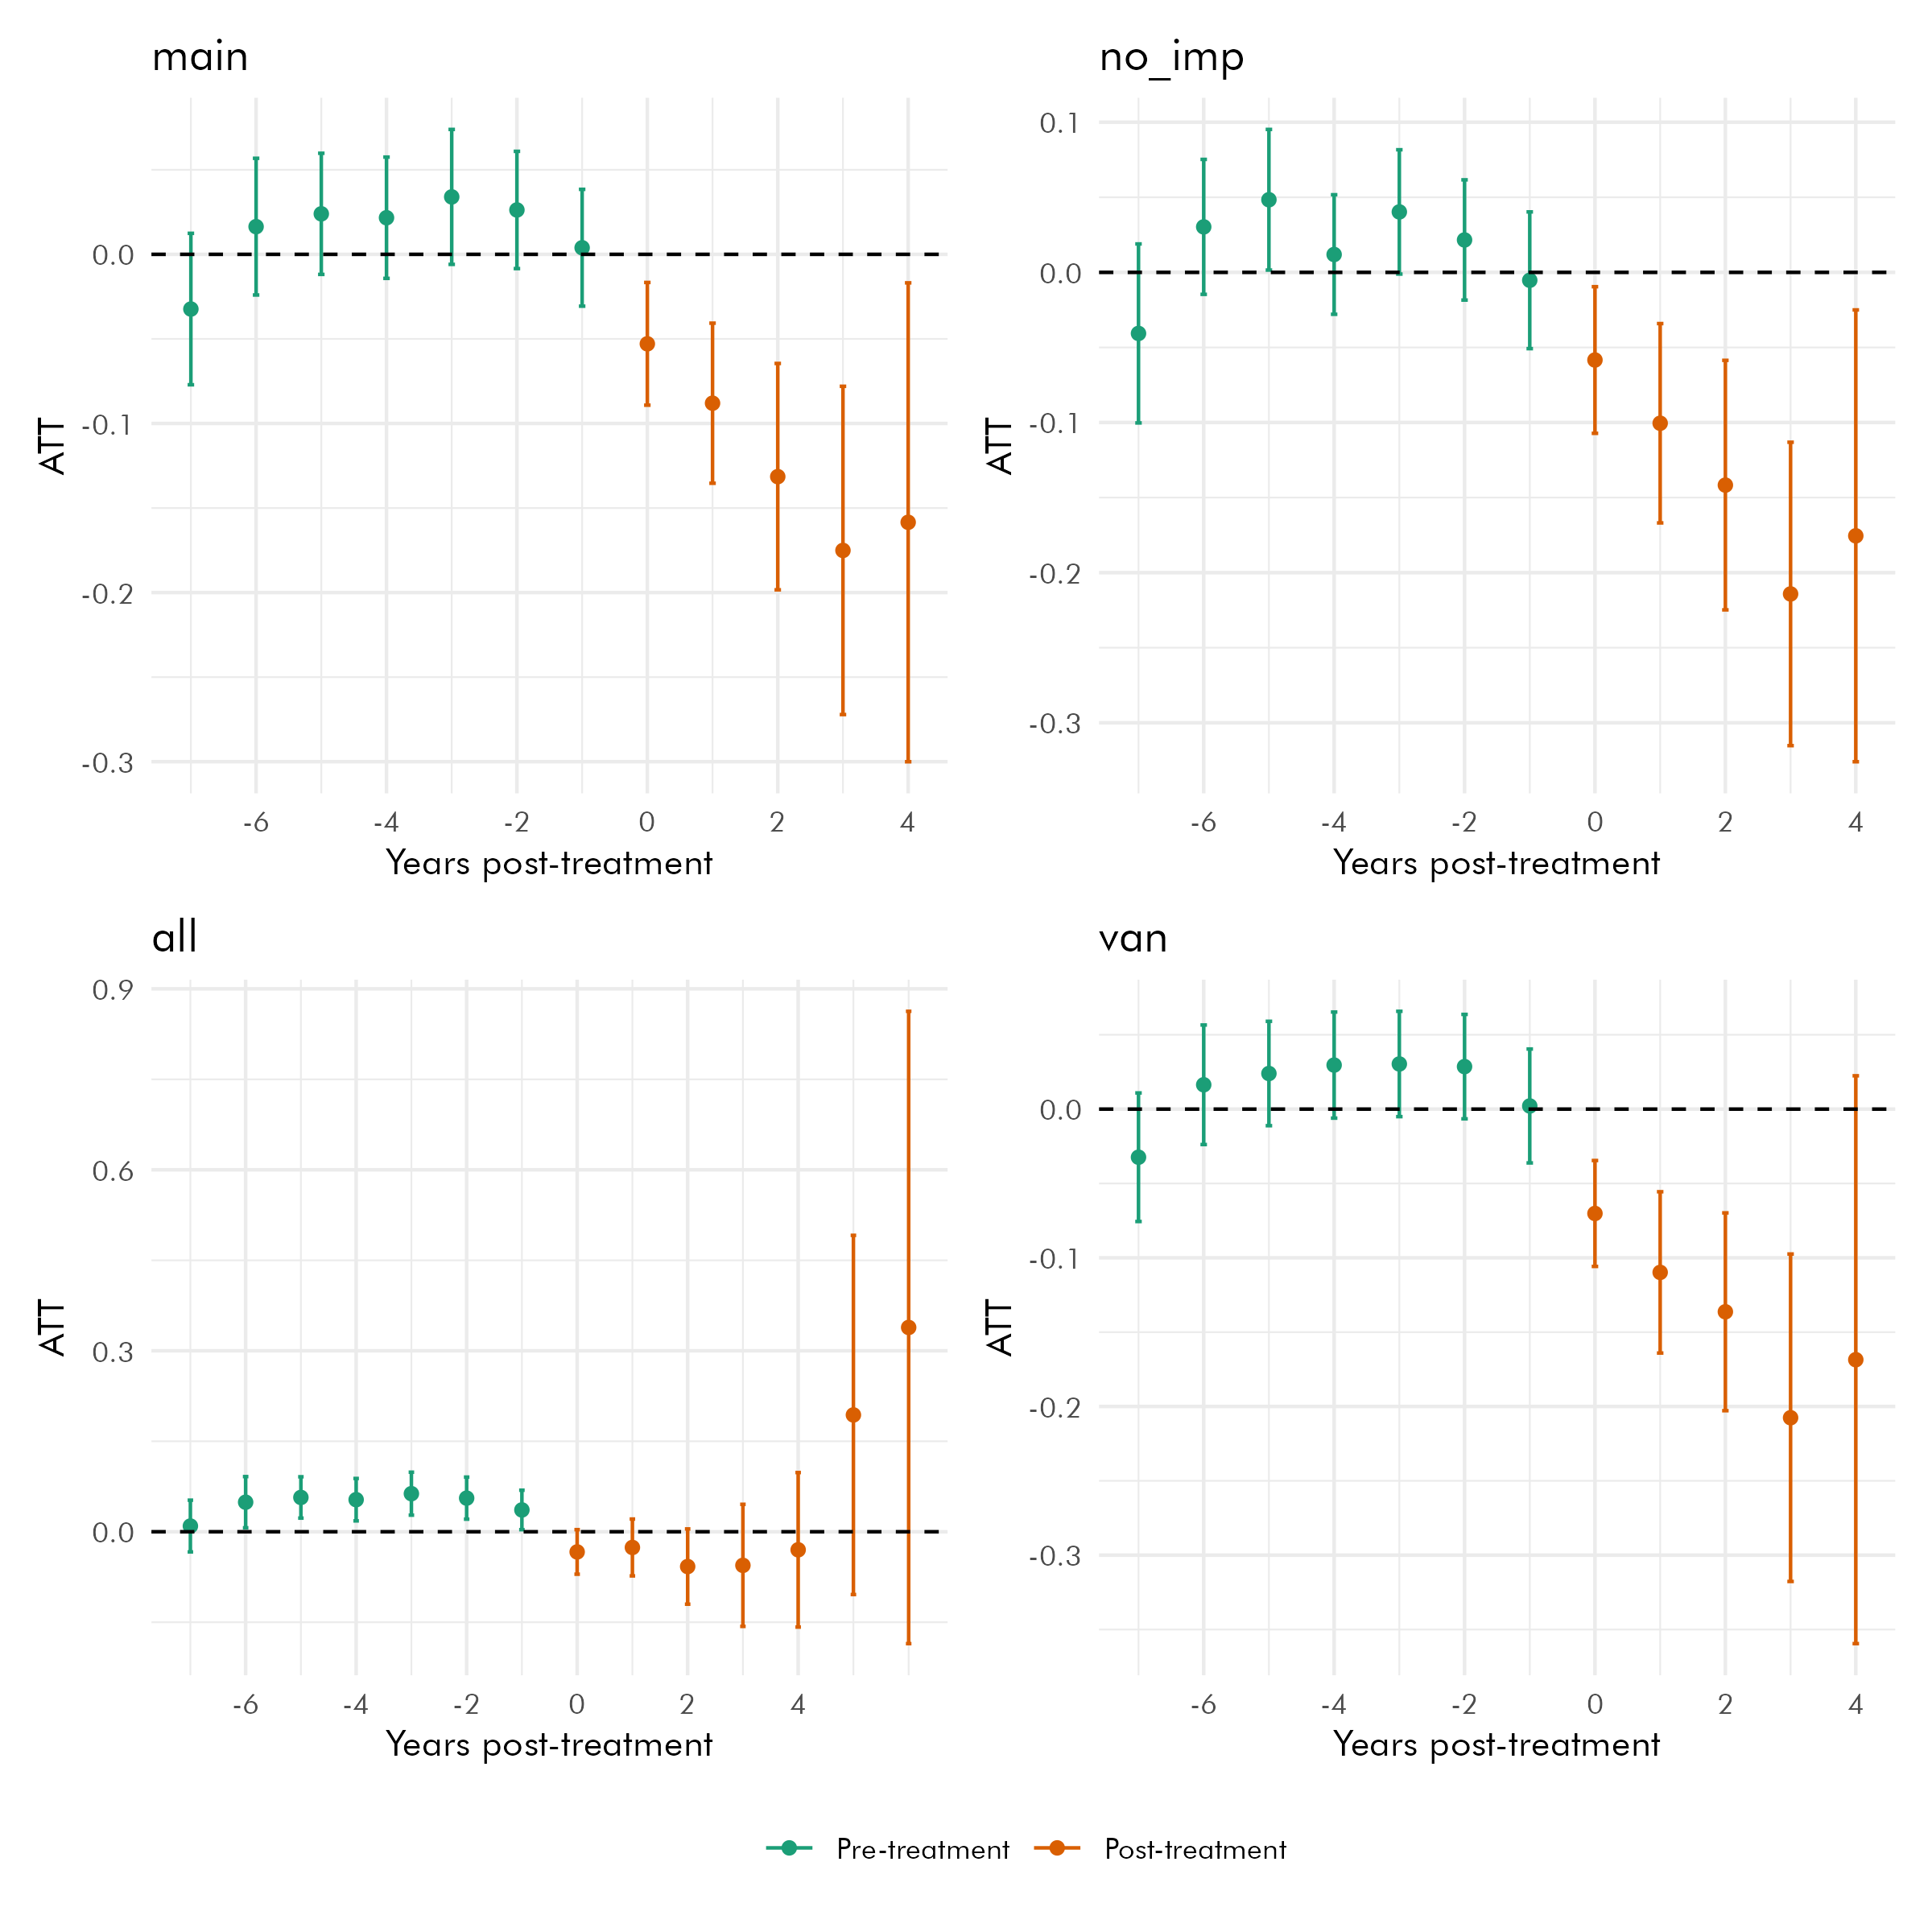 main
no_imp
0.0
-0.1
-0.2
-0.3
ATT
-6 -4 -2 0 2 4
Years post-treatment
0.1
0.0
-0.1
-0.2
-0.3
ATT
-6 -4 -2 0 2 4
Years post-treatment
all
van
0.9
0.6
0.3
0.0
ATT
-6 -4 -2 0 2 4
Years post-treatment
0.0
-0.1
-0.2
-0.3
ATT
-6 -4 -2 0 2 4
Years post-treatment
Pre-treatment Post-treatment